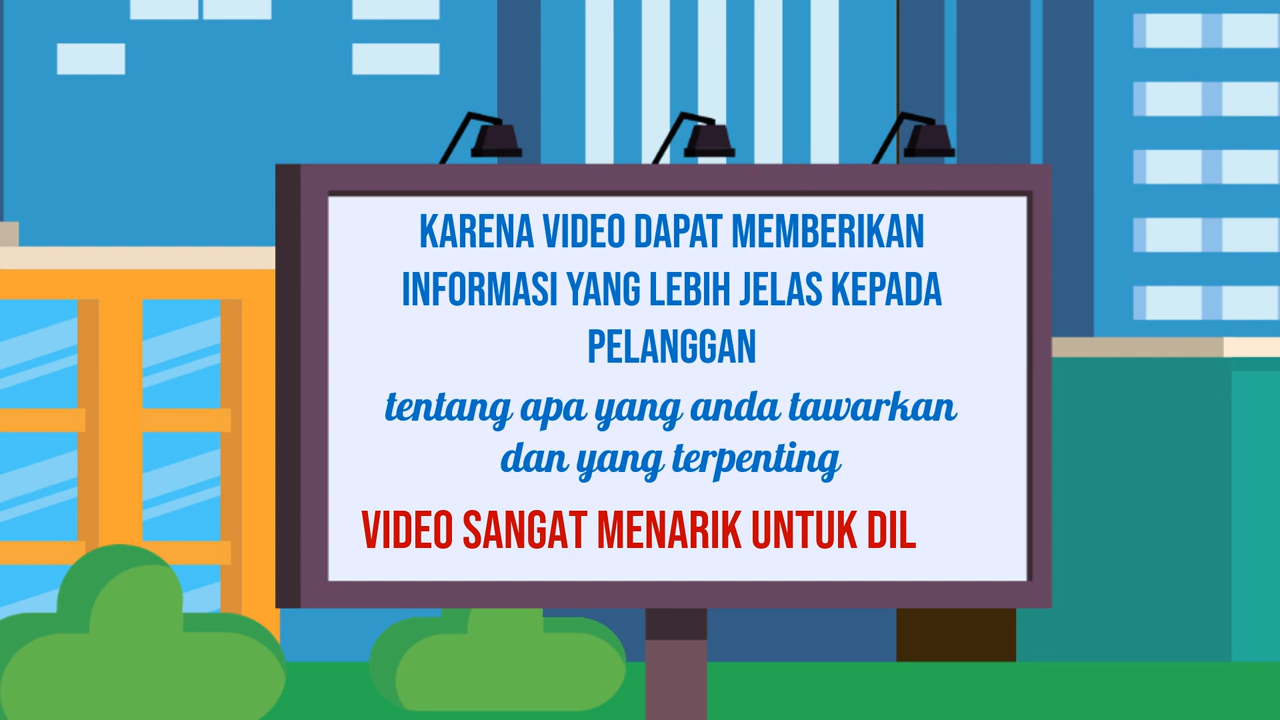 KARENA VIDEO DAPAT MEMBERIKAN
INFORMASI YANG LEBIH JELAS KEPADA
PELANGGAN
tentang apa yang anda tawarkan
dan yang terpenting
VIDEO SANGAT MENARIK UNTUK DIL